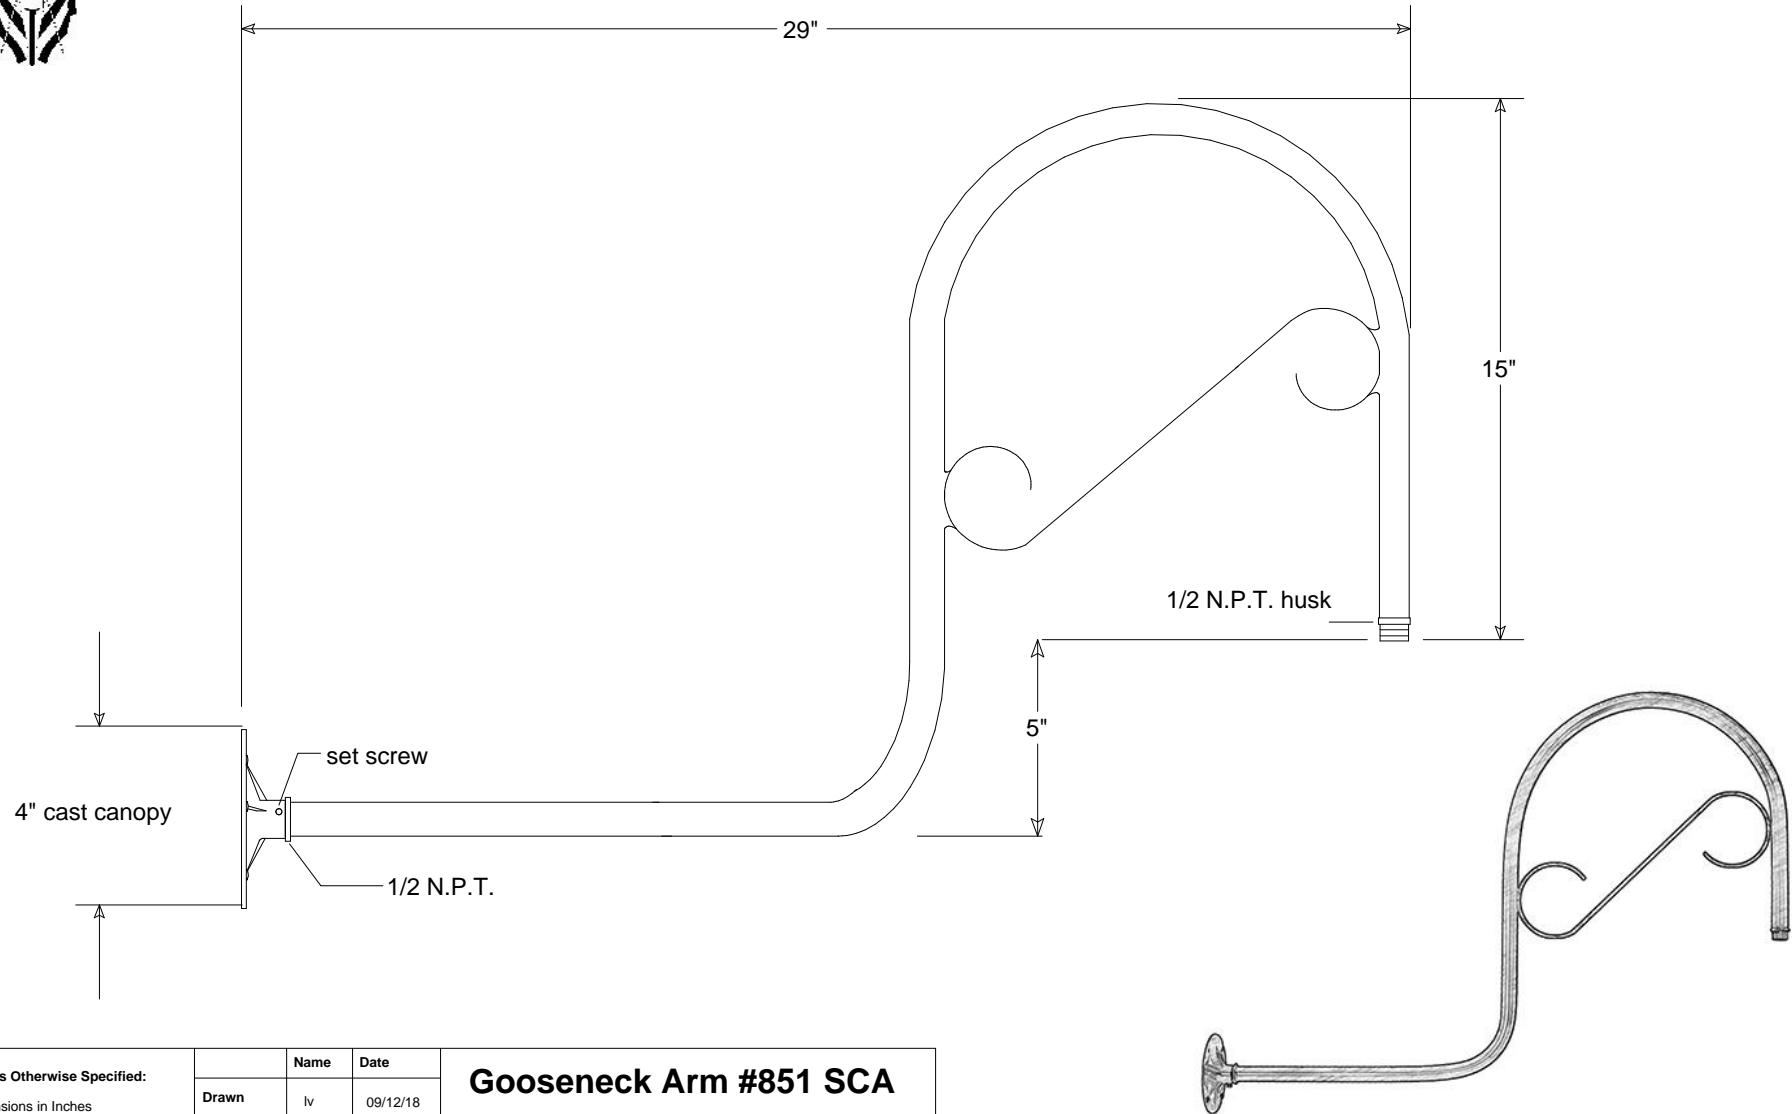 29"
15"
1/2 N.P.T. husk
5"
set screw
4" cast canopy
1/2 N.P.T.
Otherwise Specified:
in Inches
Name Date
Drawn lv 09/12/18
Gooseneck Arm #851 SCA